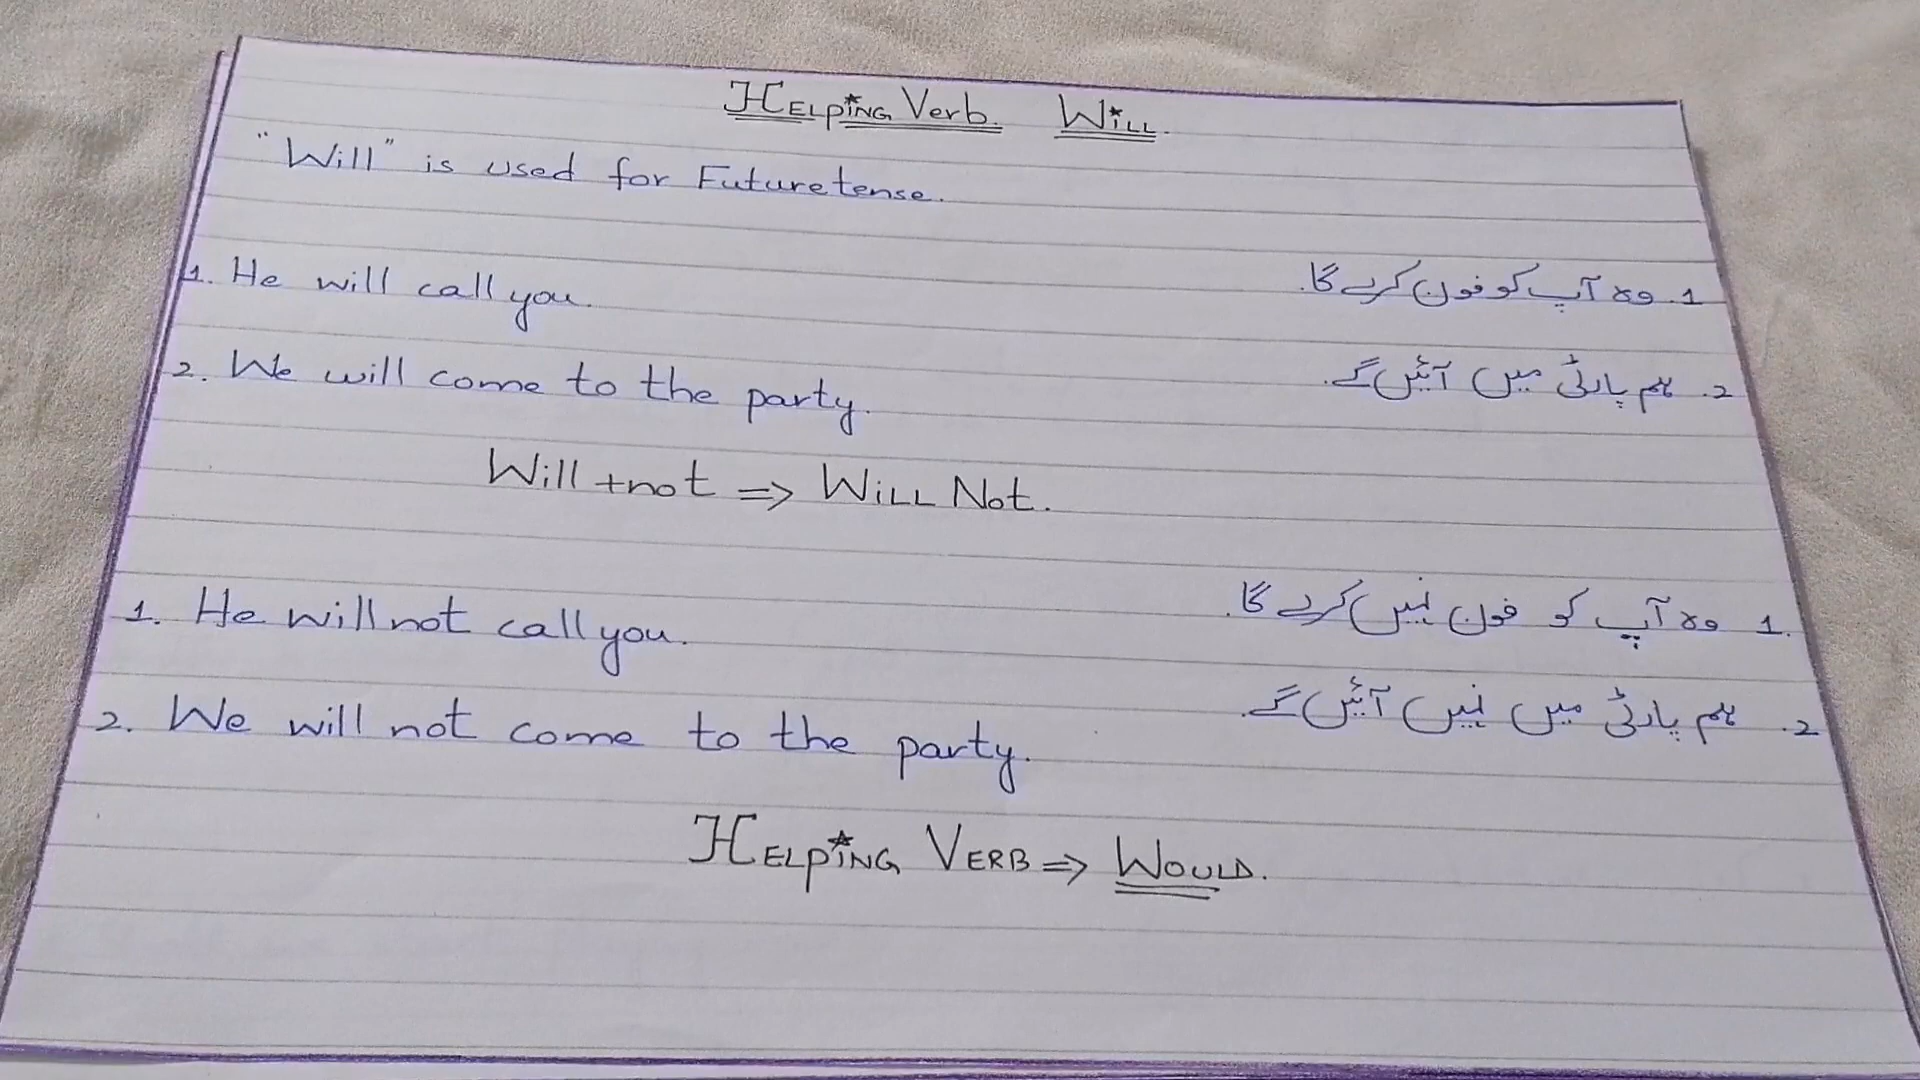 HELPING Verb. WILL.
"Will" is used for Future tense.
1. He will call you. 1. وہ آپ کو فون کرے گا۔
2. We will come to the party. 2. ہم پارٹی میں آئیں گے۔
Will + not => WILL NOT.
1. He will not call you. 1. وہ آپ کو فون نہیں کرے گا۔
2. We will not come to the party. 2. ہم پارٹی میں نہیں آئیں گے۔
HELPING VERB => WOULD.